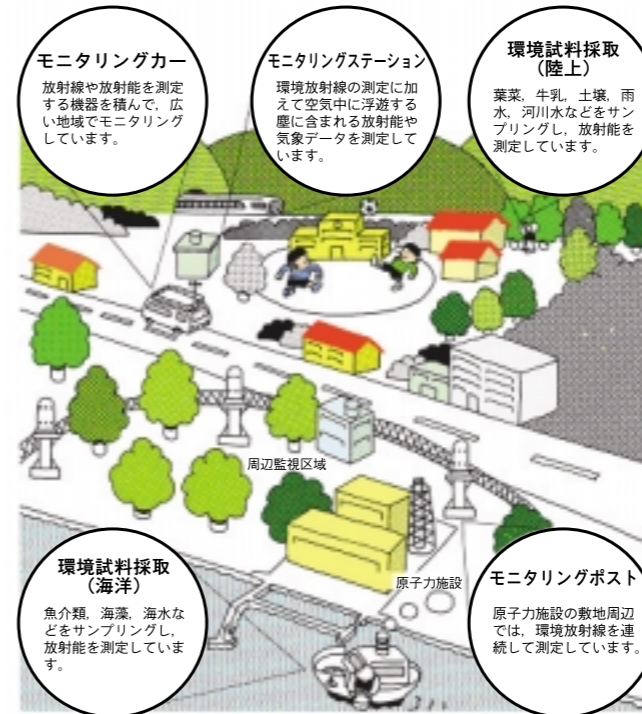 モニタリングカー
放射線や放射能を測定
する機器を積んで，広
い地域でモニタリング
しています。
モニタリングステーション
環境放射線の測定に加
えて空気中に浮遊する
塵に含まれる放射能や
気象データを測定して
います。
環境試料採取
（陸上）
葉菜，牛乳，土壌，雨
水，河川水などをサン
プリングし，放射能を
測定しています。
周辺監視区域
原子力施設
環境試料採取
（海洋）
魚介類，海藻，海水な
どをサンプリングし，
放射能を測定していま
す。
モニタリングポスト
原子力施設の敷地周辺
では，環境放射線を連
続して測定しています。